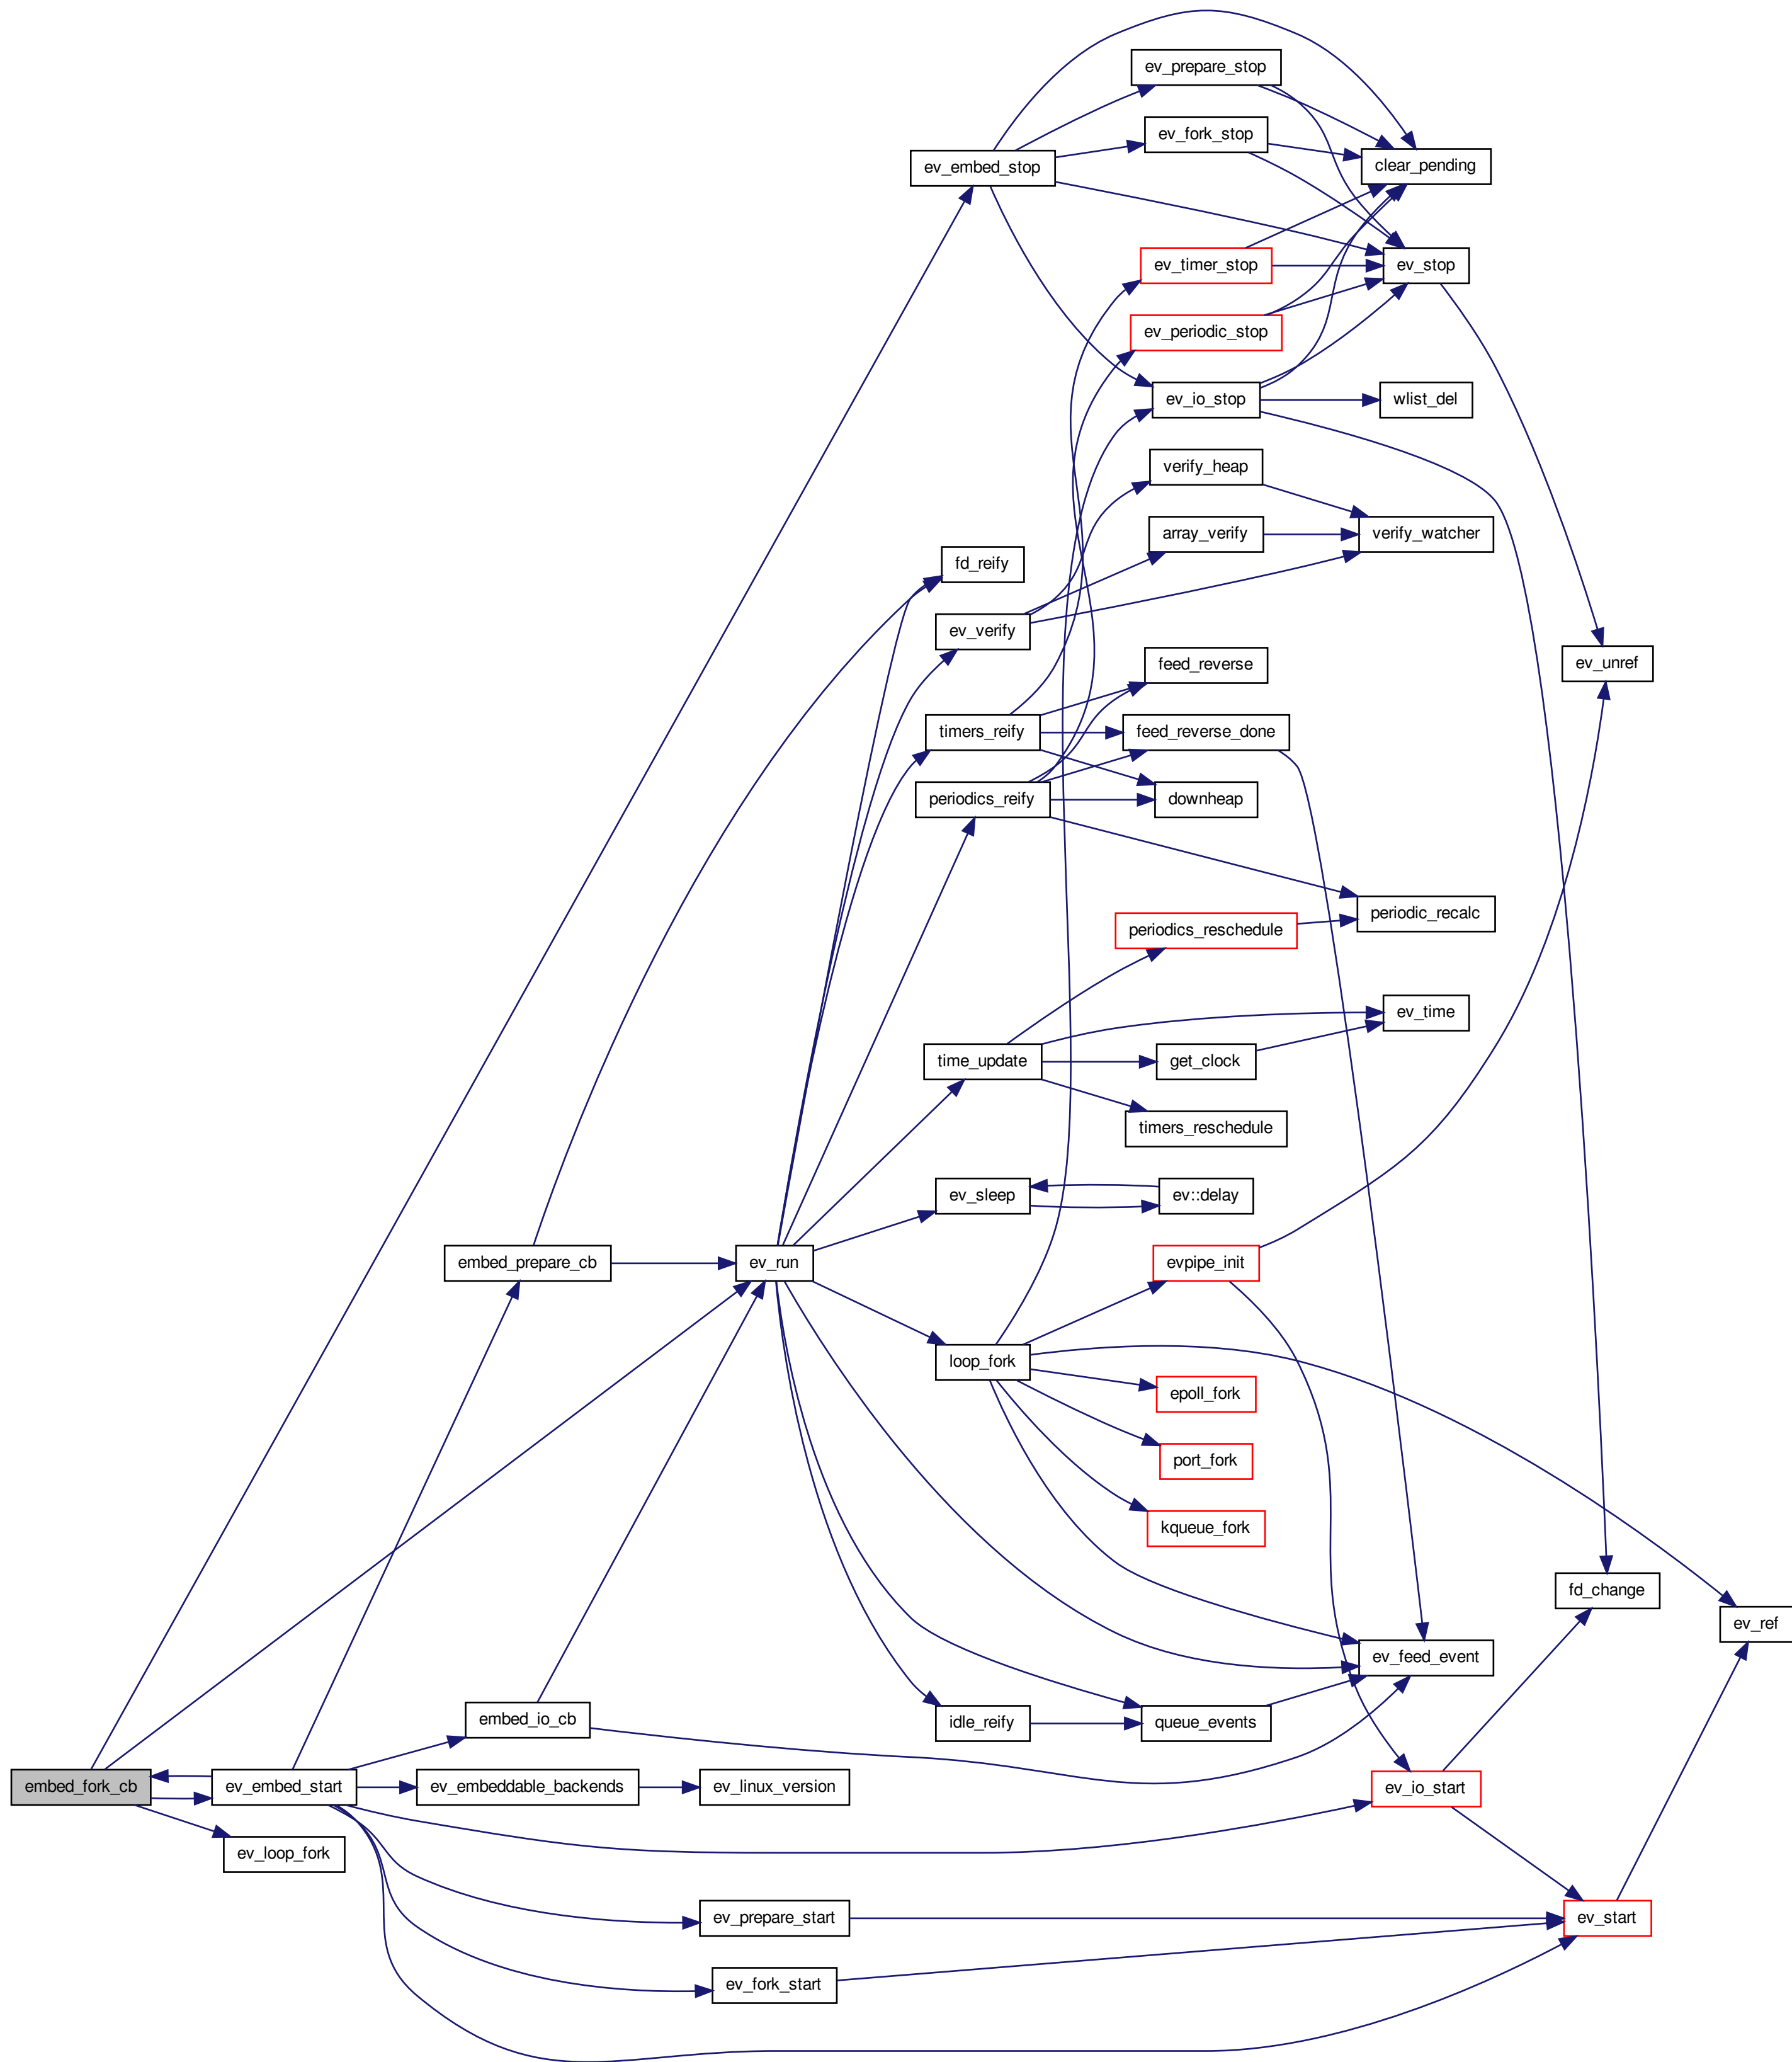 ev_prepare_stop
ev_fork_stop
ev_embed_stop
clear_pending
ev_timer_stop
ev_stop
ev_periodic_stop
ev_io_stop
wlist_del
verify_heap
array_verify
verify_watcher
fd_reify
ev_verify
feed_reverse
ev_unref
timers_reify
feed_reverse_done
periodics_reify
downheap
periodics_reschedule
periodic_recalc
ev_time
time_update
get_clock
timers_reschedule
ev_sleep
ev::delay
embed_prepare_cb
ev_run
evpipe_init
loop_fork
epoll_fork
port_fork
kqueue_fork
fd_change
ev_ref
ev_feed_event
embed_io_cb
idle_reify
queue_events
embed_fork_cb
ev_embed_start
ev_embeddable_backends
ev_linux_version
ev_io_start
ev_loop_fork
ev_prepare_start
ev_start
ev_fork_start